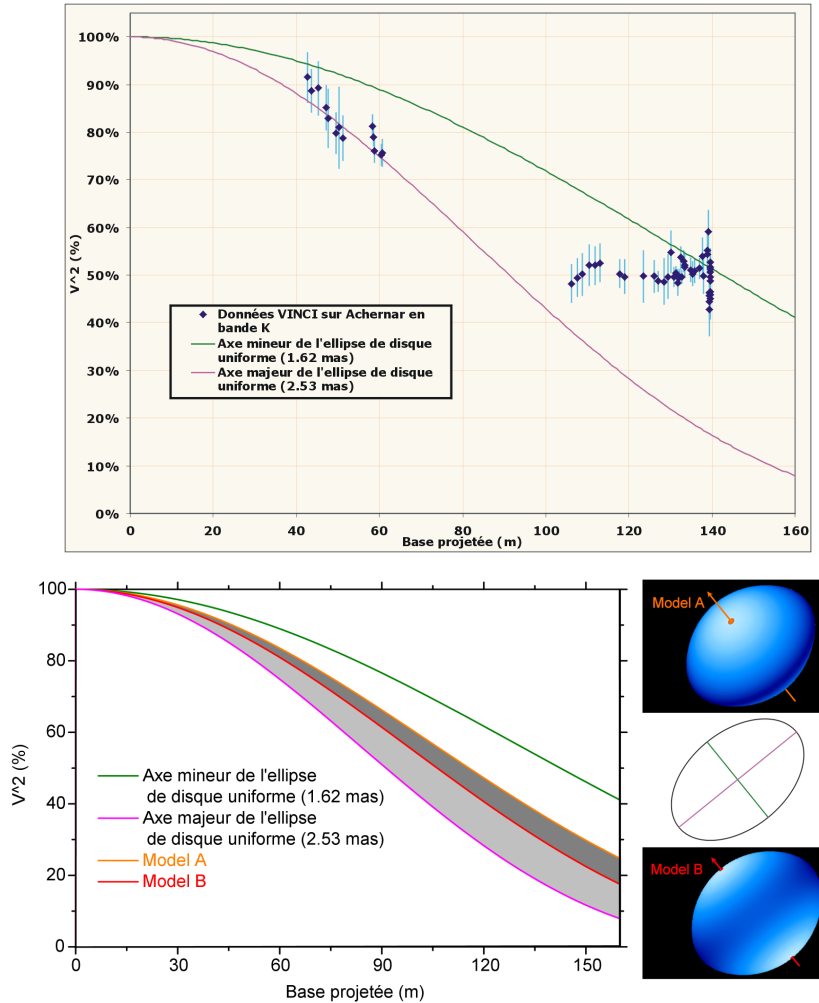 100%
90%
80%
70%
60%
50%
40%
30%
20%
10%
0%
V^2 (%)
Données VINCI sur Achernar en
bande K
Axe mineur de l'ellipse de disque
uniforme (1.62 mas)
Axe majeur de l'ellipse de disque
uniforme (2.53 mas)
0 20 40 60 80 100 120 140 160
Base projetée (m)
100
80
60
40
20
0
V^2 (%)
Axe mineur de l'ellipse
de disque uniforme (1.62 mas)
Axe majeur de l'ellipse
de disque uniforme (2.53 mas)
Model A
Model B
0 30 60 90 120 150
Base projetée (m)
Model A
Model B